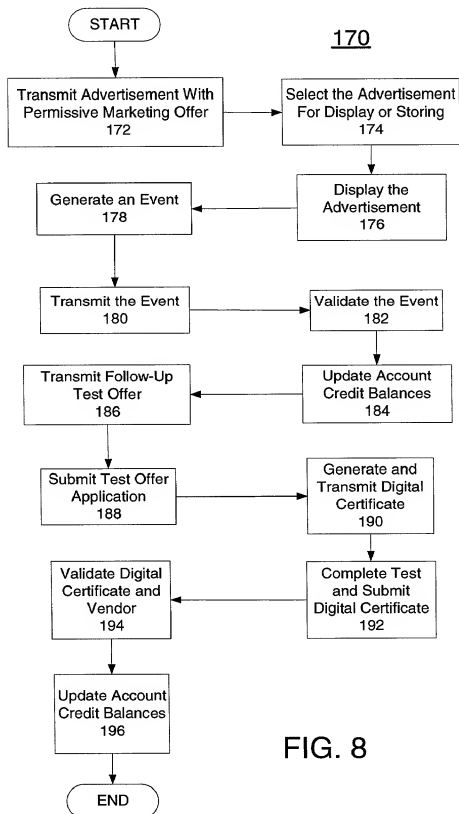 START
170
Transmit Advertisement With
Permissive Marketing Offer
172
Select the Advertisement
For Display or Storing
174
Display the
Advertisement
176
Generate an Event
178
Transmit the Event
180
Validate the Event
182
Update Account
Credit Balances
184
Transmit Follow-Up
Test Offer
186
Submit Test Offer
Application
188
Generate and
Transmit Digital
Certificate
190
Complete Test
and Submit
Digital Certificate
192
Validate Digital
Certificate and
Vendor
194
Update Account
Credit Balances
196
END
FIG. 8